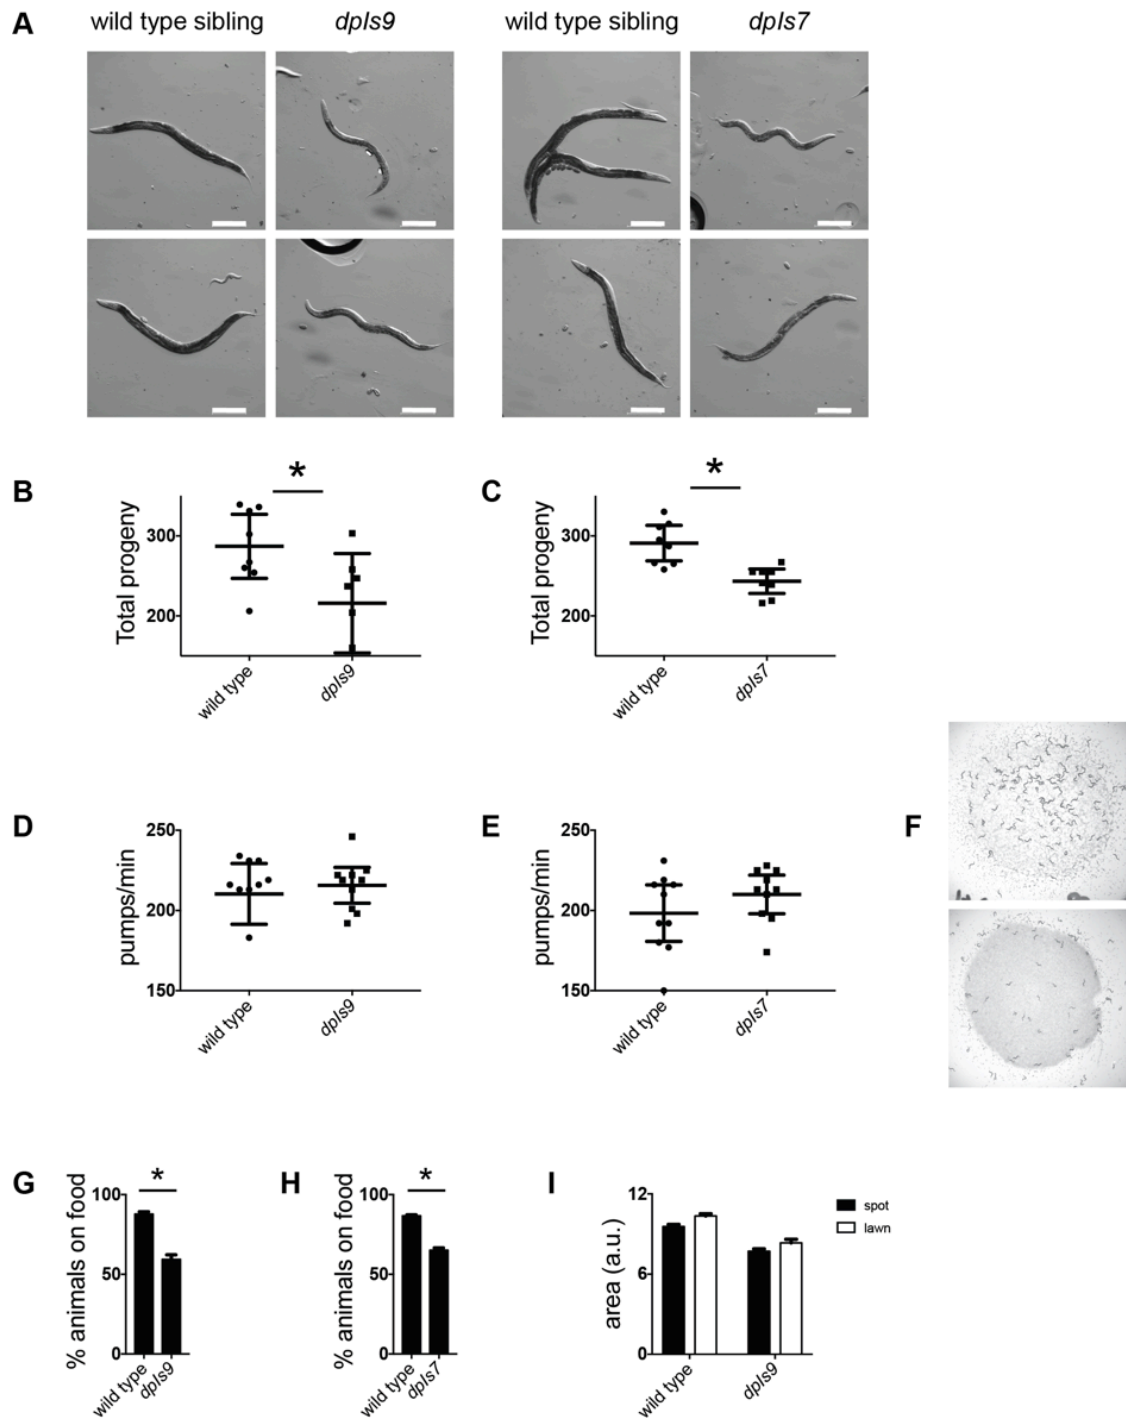 A
wild type sibling
dpIs9
wild type sibling
dpIs7
B
*
Total progeny
300
200
wild type
dpIs9
C
*
Total progeny
300
200
wild type
dpIs7
D
pumps/min
250
200
150
wild type
dpIs9
E
pumps/min
250
200
150
wild type
dpIs7
F
G
*
% animals on food
100
50
0
wild type
dpIs9
H
*
% animals on food
100
50
0
wild type
dpIs7
I
area (a.u.)
12
6
0
wild type
dpIs9
spot
lawn